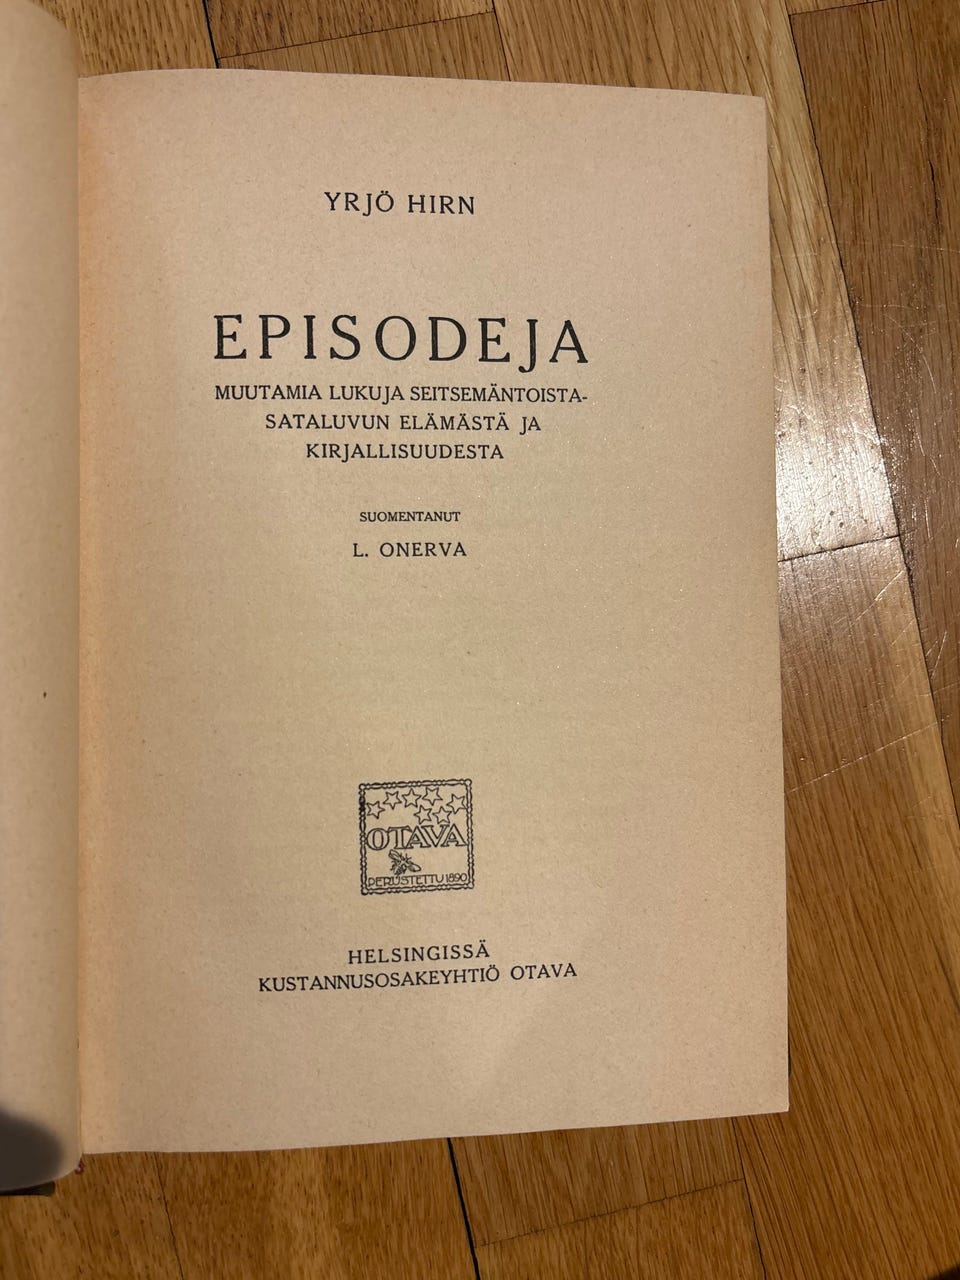 YRJÖ HIRN
EPISODEJA
MUUTAMIA LUKUJA SEITSEMÄNTOISTA-
SATALUVUN ELÄMÄSTÄ JA
KIRJALLISUUDESTA
SUOMENTANUT
L. ONERVA
OTAVA
PERUSTETTU 1890
HELSINGISSÄ
KUSTANNUSOSAKEYHTIÖ OTAVA